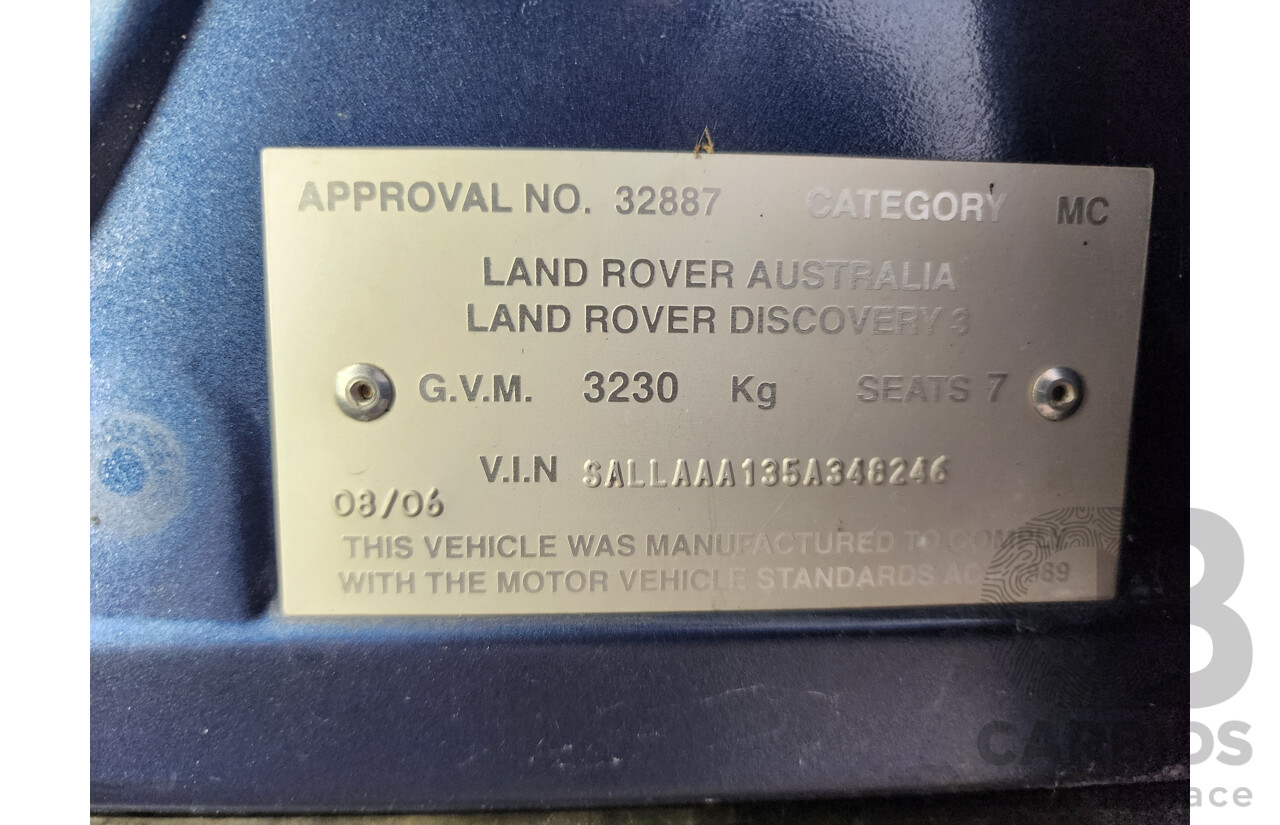 APPROVAL NO. 32887 CATEGORY MC
LAND ROVER AUSTRALIA
LAND ROVER DISCOVERY 3
G.V.M. 3230 Kg SEATS 7
V.I.N SALLAAA135A348246
08/06
THIS VEHICLE WAS MANUFACTURED TO COMPLY
WITH THE MOTOR VEHICLE STANDARDS ACT 1989